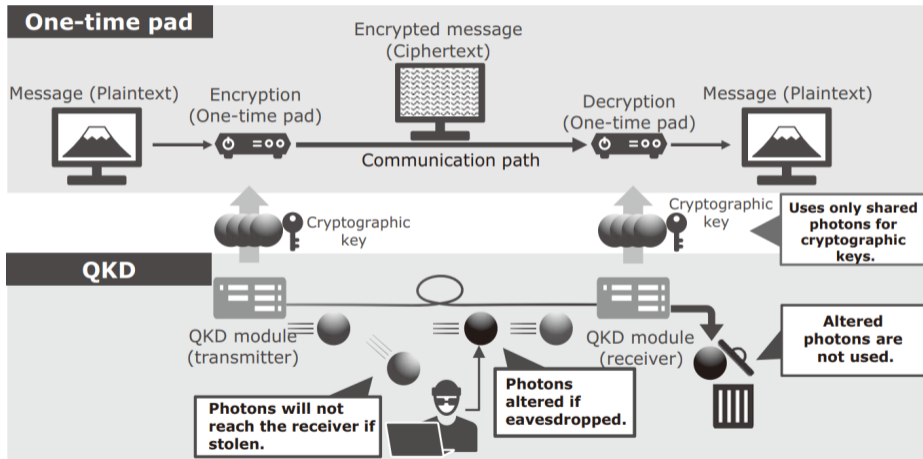 One-time pad
Encrypted message
(Ciphertext)
Message (Plaintext)
Encryption
(One-time pad)
Decryption
(One-time pad)
Message (Plaintext)
Communication path
Cryptographic
key
Cryptographic
key
Uses only shared
photons for
cryptographic
keys.
QKD
QKD module
(transmitter)
QKD module
(receiver)
Altered
photons are
not used.
Photons will not
reach the receiver if
stolen.
Photons
altered if
eavesdropped.